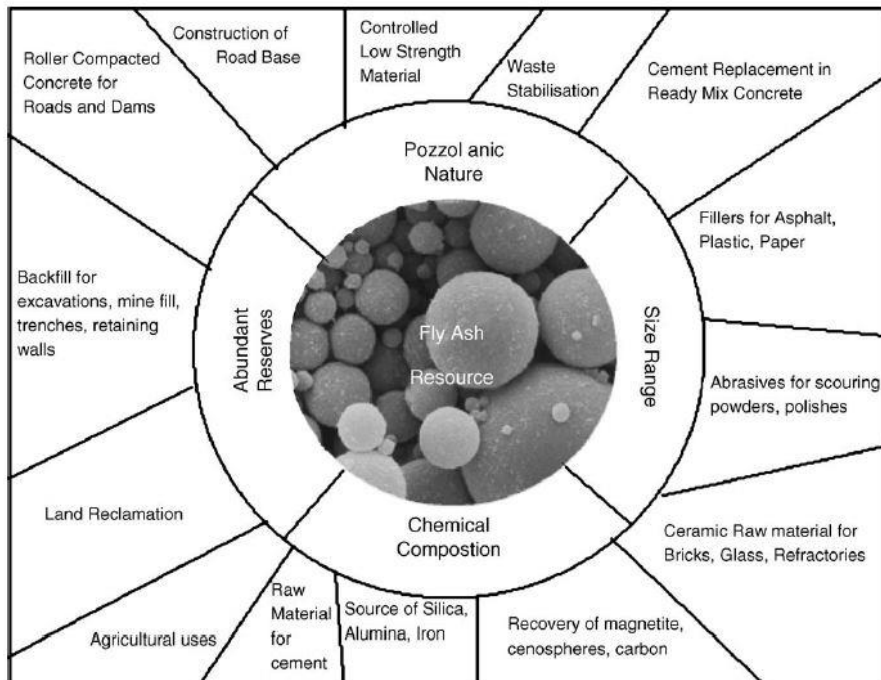 Roller Compacted
Concrete for
Roads and Dams
Construction of
Road Base
Controlled
Low Strength
Material
Waste
Stabilisation
Cement Replacement in
Ready Mix Concrete
Pozzol anic
Nature
Fillers for Asphalt,
Plastic, Paper
Backfill for
excavations, mine fill,
trenches, retaining
walls
Abundant
Reserves
Fly Ash
Resource
Size Range
Abrasives for scouring
powders, polishes
Land Reclamation
Chemical
Compostion
Ceramic Raw material for
Bricks, Glass, Refractories
Agricultural uses
Raw
Material
for
cement
Source of Silica,
Alumina, Iron
Recovery of magnetite,
cenospheres, carbon